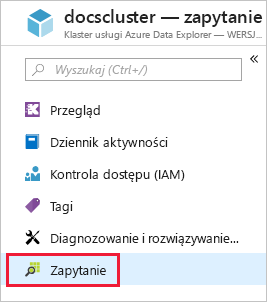 docscluster — zapytanie
Klaster usługi Azure Data Explorer — WERSJ...
Wyszukaj (Ctrl+/)
Przegląd
Dziennik aktywności
Kontrola dostępu (IAM)
Tagi
Diagnozowanie i rozwiązywanie...
Zapytanie